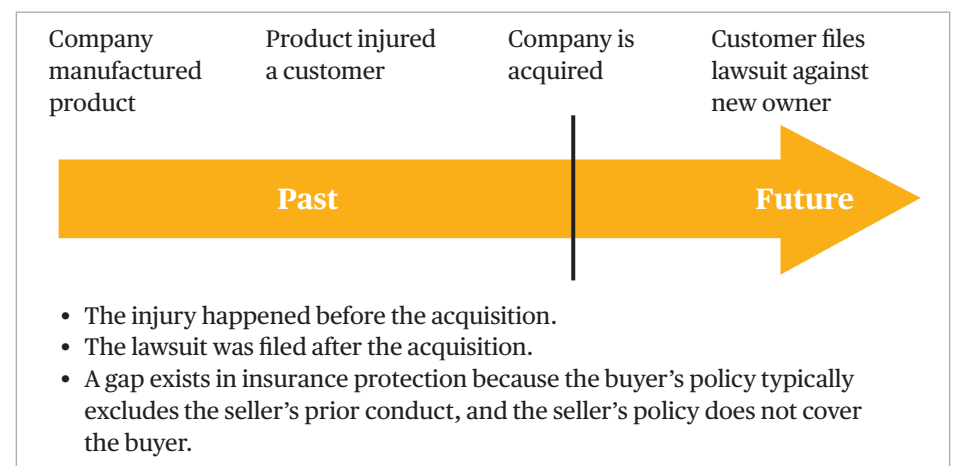 Company
manufactured
product
Product injured
a customer
Company is
acquired
Customer files
lawsuit against
new owner
Past
Future
• The injury happened before the acquisition.
• The lawsuit was filed after the acquisition.
• A gap exists in insurance protection because the buyer’s policy typically
excludes the seller’s prior conduct, and the seller’s policy does not cover
the buyer.